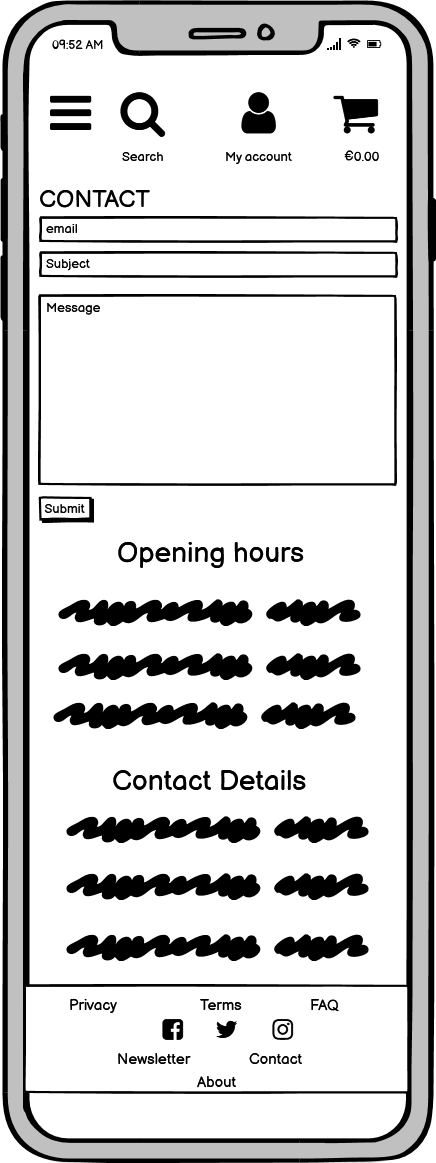 09:52 AM
Search
My account
€0.00
CONTACT
email
Subject
Message
Submit
Opening hours
Contact Details
Privacy Terms FAQ
Newsletter Contact
About